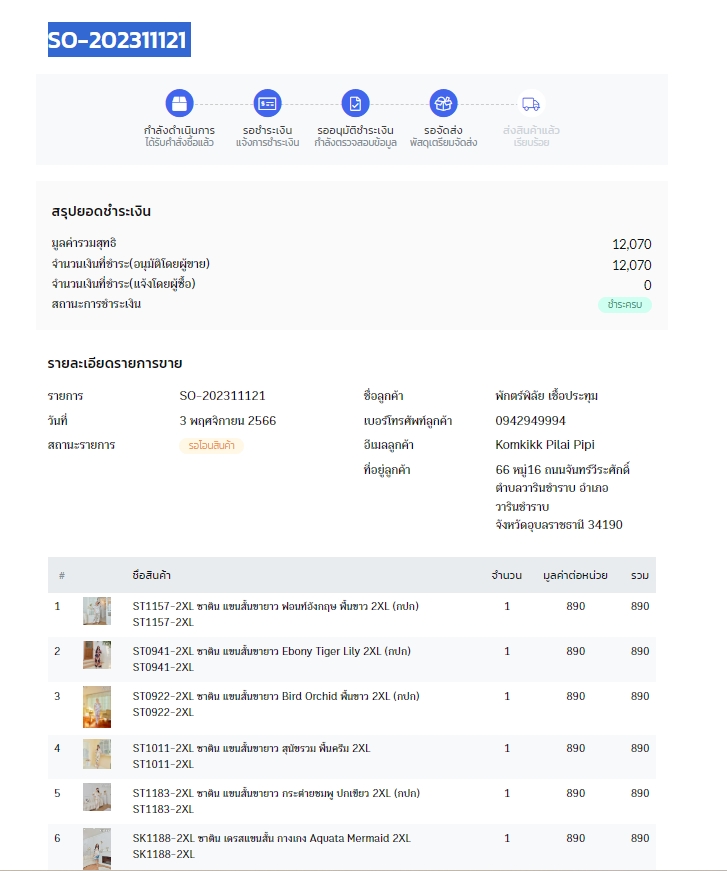 SO-202311121
กำลังดำเนินการ
ได้รับคำสั่งซื้อแล้ว
รอชำระเงิน
แจ้งการชำระเงิน
รออนุมัติชำระเงิน
กำลังตรวจสอบข้อมูล
รอจัดส่ง
พัสดุเตรียมจัดส่ง
ส่งสินค้าแล้ว
เรียบร้อย
สรุปยอดชำระเงิน
มูลค่ารวมสุทธิ 12,070
จำนวนเงินที่ชำระ(อนุมัติโดยผู้ขาย) 12,070
จำนวนเงินที่ชำระ(แจ้งโดยผู้ซื้อ) 0
สถานะการชำระเงิน ชำระครบ
รายละเอียดรายการขาย
รายการ SO-202311121
วันที่ 3 พฤศจิกายน 2566
สถานะรายการ รอโอนสินค้า
ชื่อลูกค้า พักตร์พิลัย เชื้อประทุม
เบอร์โทรศัพท์ลูกค้า 0942949994
อีเมลลูกค้า Komkikk Pilai Pipi
ที่อยู่ลูกค้า 66 หมู่16 ถนนจันทร์วีระศักดิ์
ตำบลวารินชำราบ อำเภอ
วารินชำราบ
จังหวัดอุบลราชธานี 34190
# ชื่อสินค้า จำนวน มูลค่าต่อหน่วย รวม
1 ST1157-2XL ซาติน แขนสั้นขายาว ฟอนท์อังกฤษ พื้นขาว 2XL (กปก) 1 890 890
ST1157-2XL
2 ST0941-2XL ซาติน แขนสั้นขายาว Ebony Tiger Lily 2XL (กปก) 1 890 890
ST0941-2XL
3 ST0922-2XL ซาติน แขนสั้นขายาว Bird Orchid พื้นขาว 2XL (กปก) 1 890 890
ST0922-2XL
4 ST1011-2XL ซาติน แขนสั้นขายาว สุนัขรวม พื้นครีม 2XL 1 890 890
ST1011-2XL
5 ST1183-2XL ซาติน แขนสั้นขายาว กระต่ายชมพู ปกเขียว 2XL (กปก) 1 890 890
ST1183-2XL
6 SK1188-2XL ซาติน เดรสแขนสั้น กางเกง Aquata Mermaid 2XL 1 890 890
SK1188-2XL